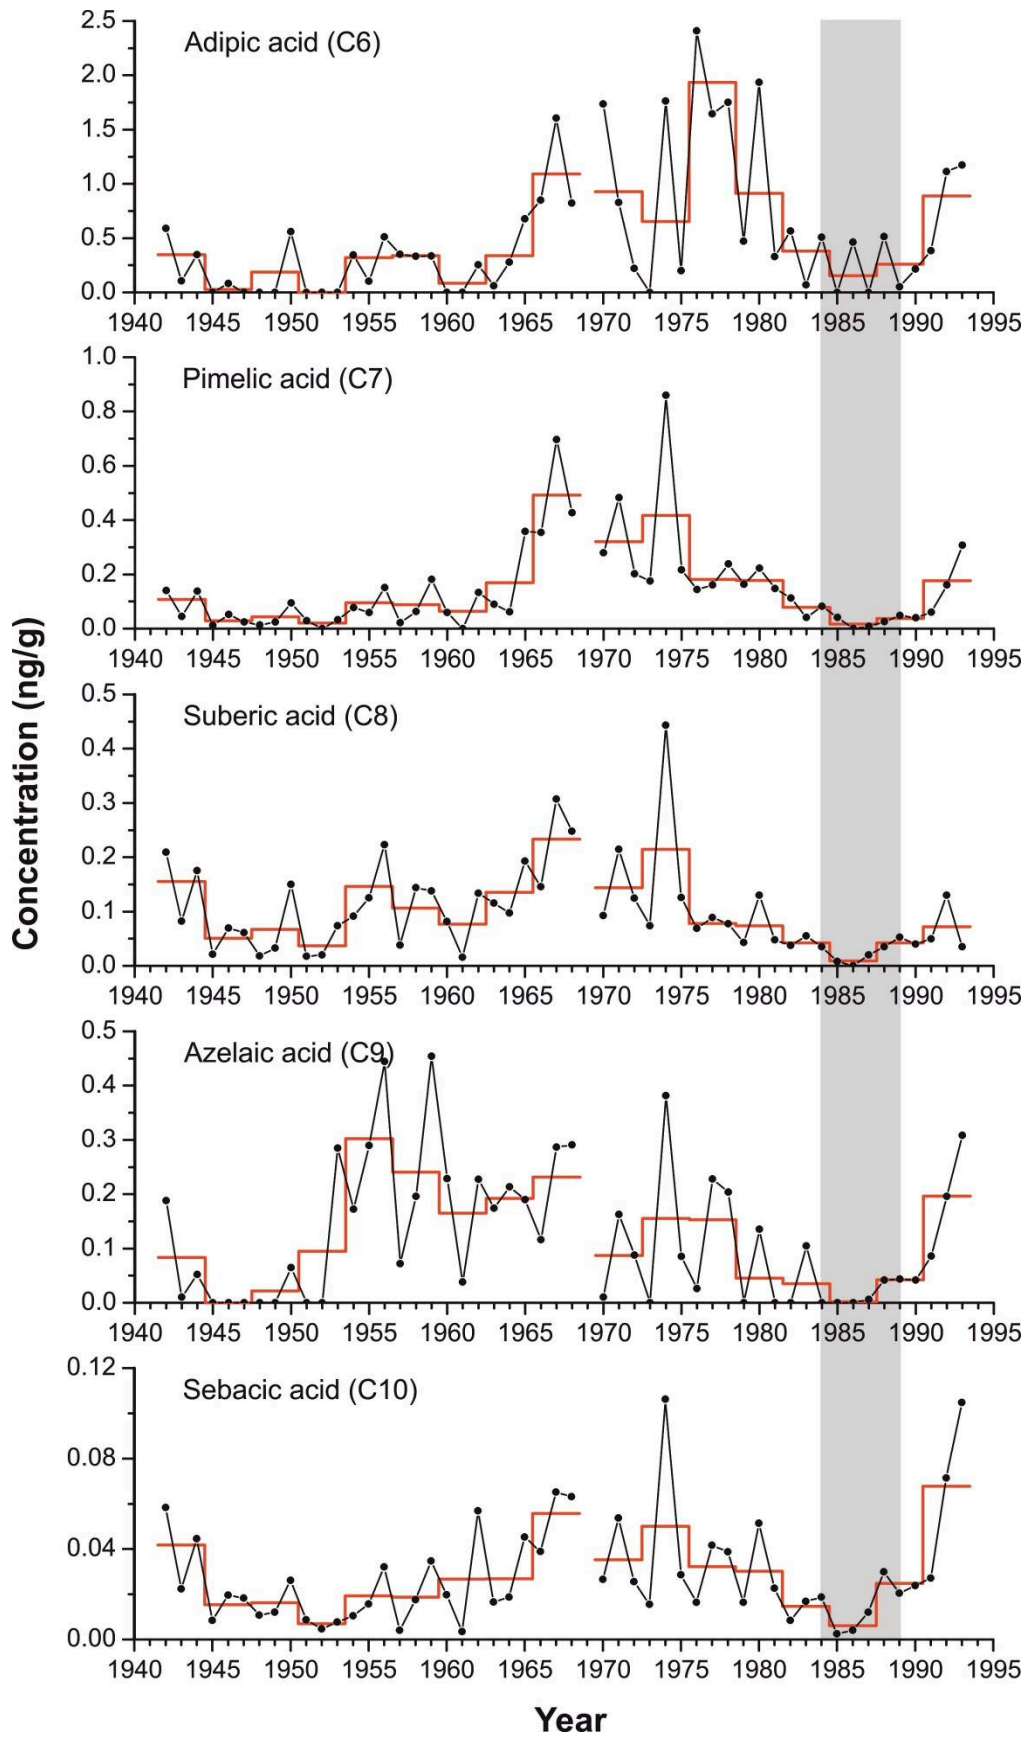 Concentration (ng/g)
Adipic acid (C6)
2.5
2.0
1.5
1.0
0.5
0.0
1940 1945 1950 1955 1960 1965 1970 1975 1980 1985 1990 1995
Pimelic acid (C7)
1.0
0.8
0.6
0.4
0.2
0.0
1940 1945 1950 1955 1960 1965 1970 1975 1980 1985 1990 1995
Suberic acid (C8)
0.5
0.4
0.3
0.2
0.1
0.0
1940 1945 1950 1955 1960 1965 1970 1975 1980 1985 1990 1995
Azelaic acid (C9)
0.5
0.4
0.3
0.2
0.1
0.0
1940 1945 1950 1955 1960 1965 1970 1975 1980 1985 1990 1995
Sebacic acid (C10)
0.12
0.08
0.04
0.00
1940 1945 1950 1955 1960 1965 1970 1975 1980 1985 1990 1995
Year